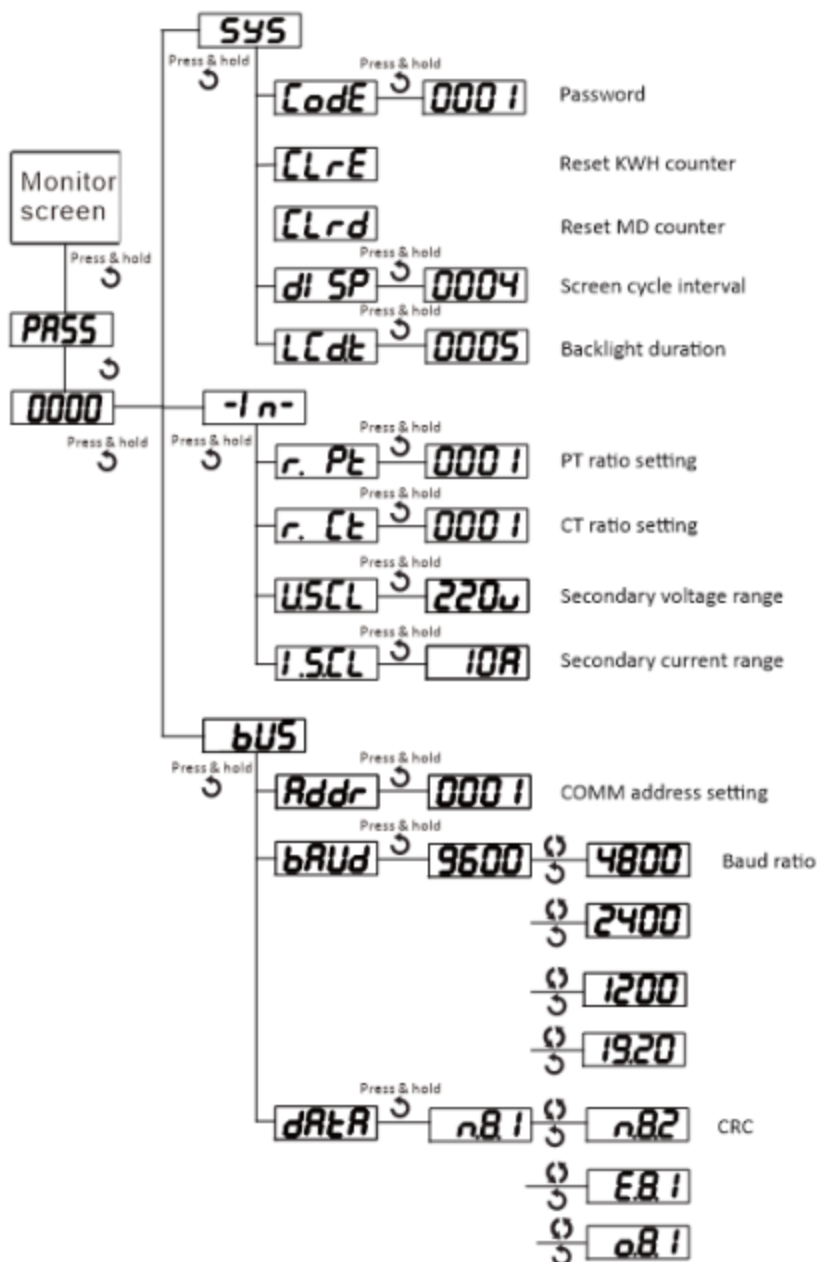 SYS
Press & hold
Press & hold
CodE 0001 Password
CLrE Reset KWH counter
Monitor
screen
CLrd Reset MD counter
Press & hold
Press & hold
dISP 0004 Screen cycle interval
Press & hold
PASS
LCd.t 0005 Backlight duration
0000 -In-
Press & hold
Press & hold
Press & hold
r. Pt 0001 PT ratio setting
Press & hold
r. Ct 0001 CT ratio setting
Press & hold
U.SCL 220v Secondary voltage range
Press & hold
I.S.CL 10A Secondary current range
bUS
Press & hold
Press & hold
Addr 0001 COMM address setting
Press & hold
bAUd 9600 4800 Baud ratio
2400
1200
19.20
Press & hold
dAtA n.8.1 n.8.2 CRC
E.8.1
o.8.1